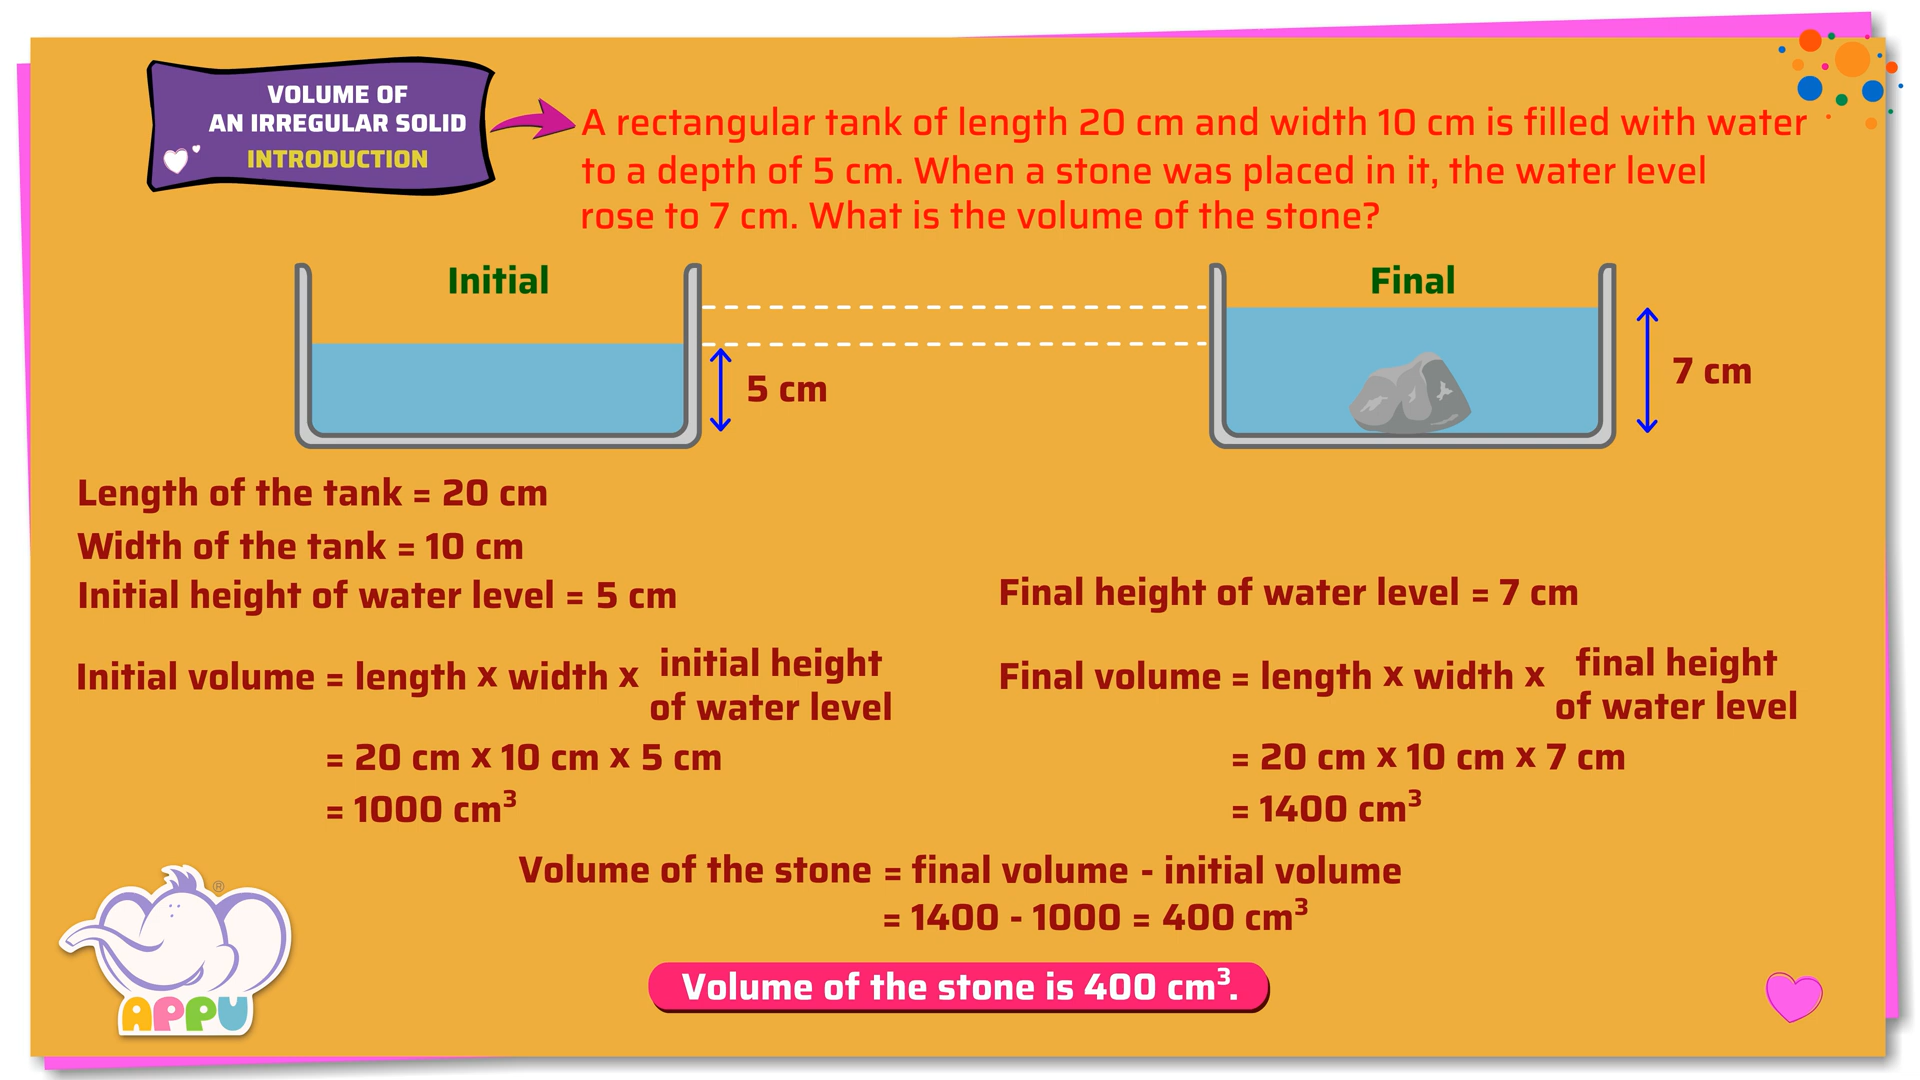 VOLUME OF
AN IRREGULAR SOLID
INTRODUCTION
A rectangular tank of length 20 cm and width 10 cm is filled with water
to a depth of 5 cm. When a stone was placed in it, the water level
rose to 7 cm. What is the volume of the stone?
Initial
Final
5 cm
7 cm
Length of the tank = 20 cm
Width of the tank = 10 cm
Initial height of water level = 5 cm
Final height of water level = 7 cm
Initial volume = length x width x initial height
of water level
= 20 cm x 10 cm x 5 cm
= 1000 cm³
Final volume = length x width x final height
of water level
= 20 cm x 10 cm x 7 cm
= 1400 cm³
Volume of the stone = final volume - initial volume
= 1400 - 1000 = 400 cm³
Volume of the stone is 400 cm³.
®
APPU